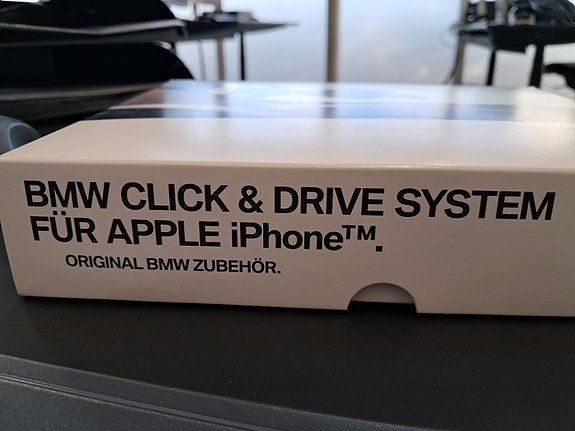 BMW CLICK & DRIVE SYSTEM
FÜR APPLE iPhone™.
ORIGINAL BMW ZUBEHÖR.